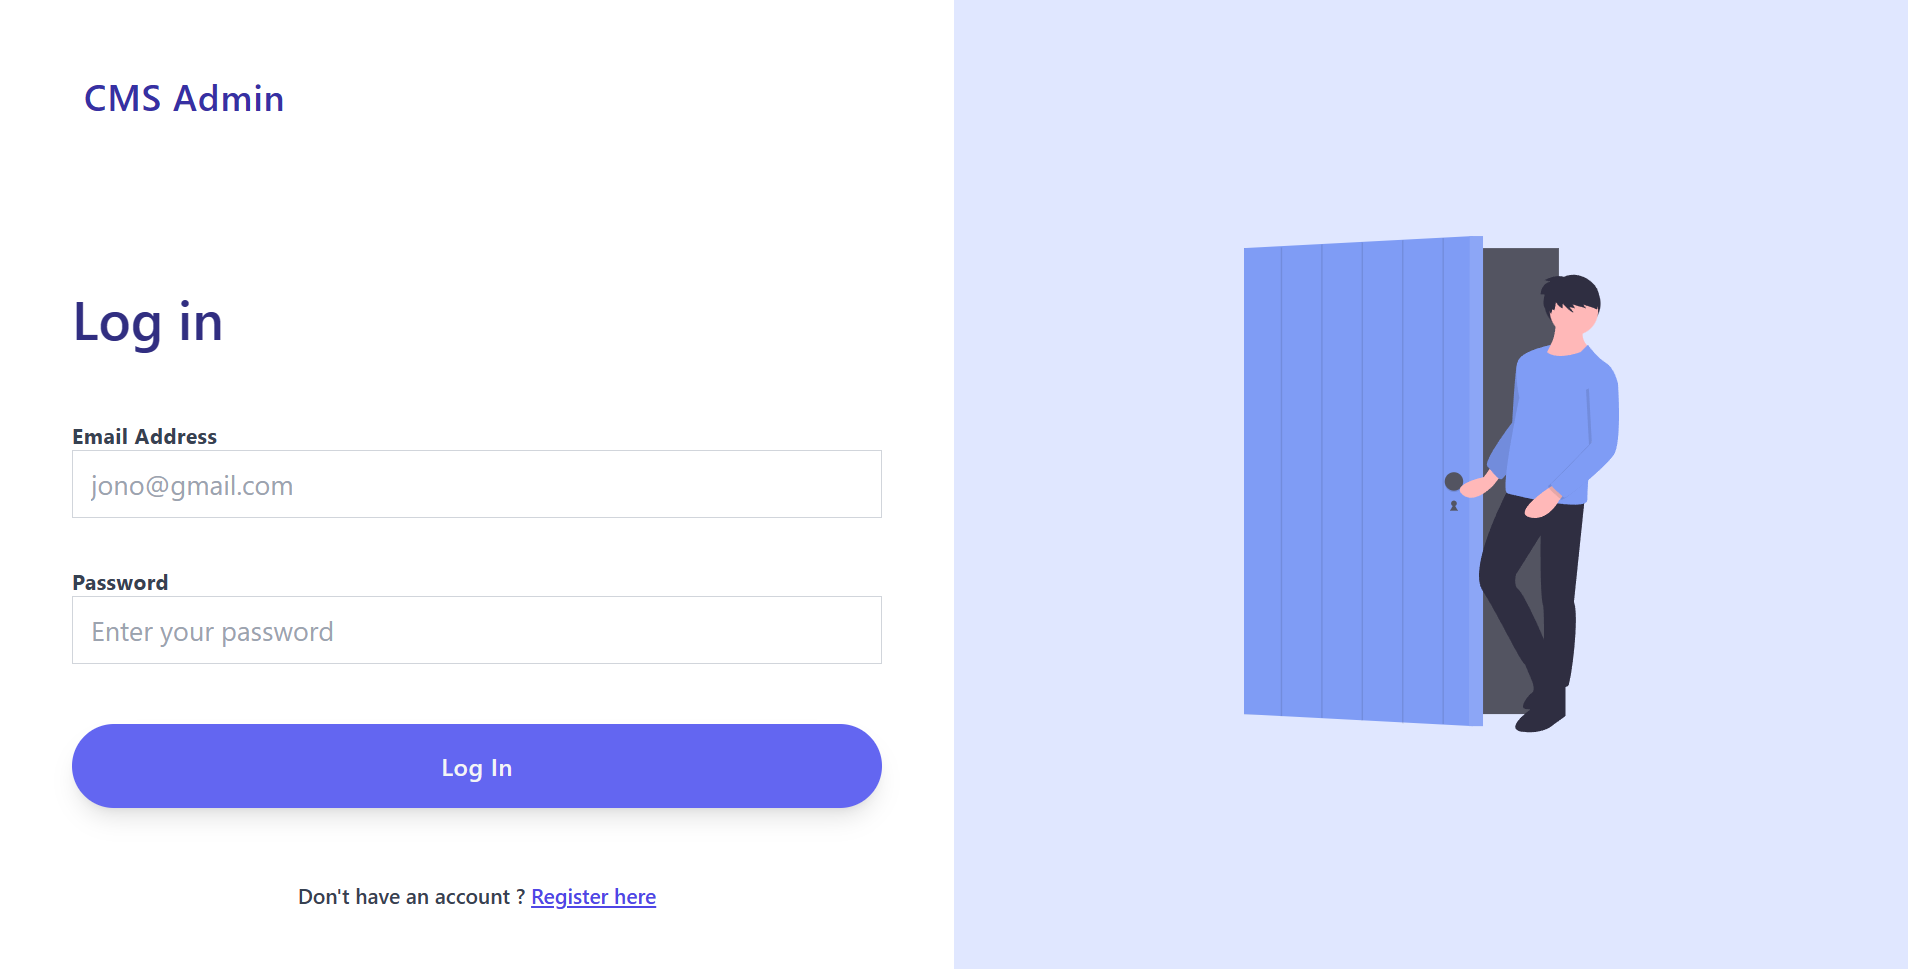 CMS Admin
Log in
Email Address
jono@gmail.com
Password
Enter your password
Log In
Don't have an account ? Register here